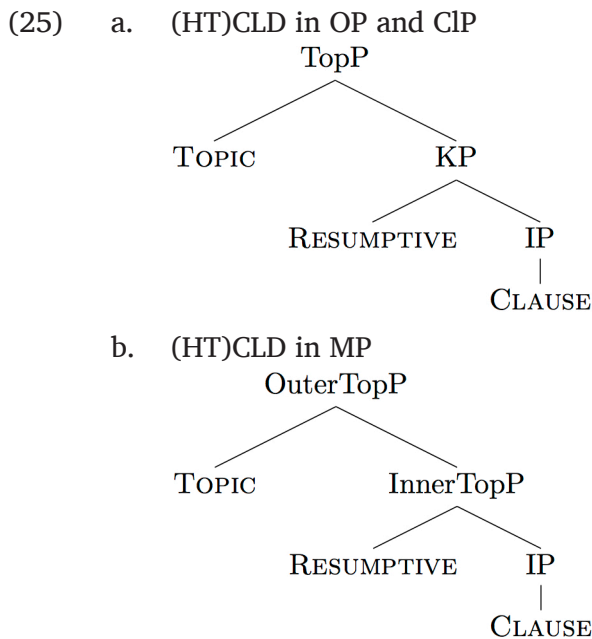 (25) a. (HT)CLD in OP and ClP
TopP
TOPIC KP
RESUMPTIVE IP
CLAUSE
b. (HT)CLD in MP
OuterTopP
TOPIC InnerTopP
RESUMPTIVE IP
CLAUSE